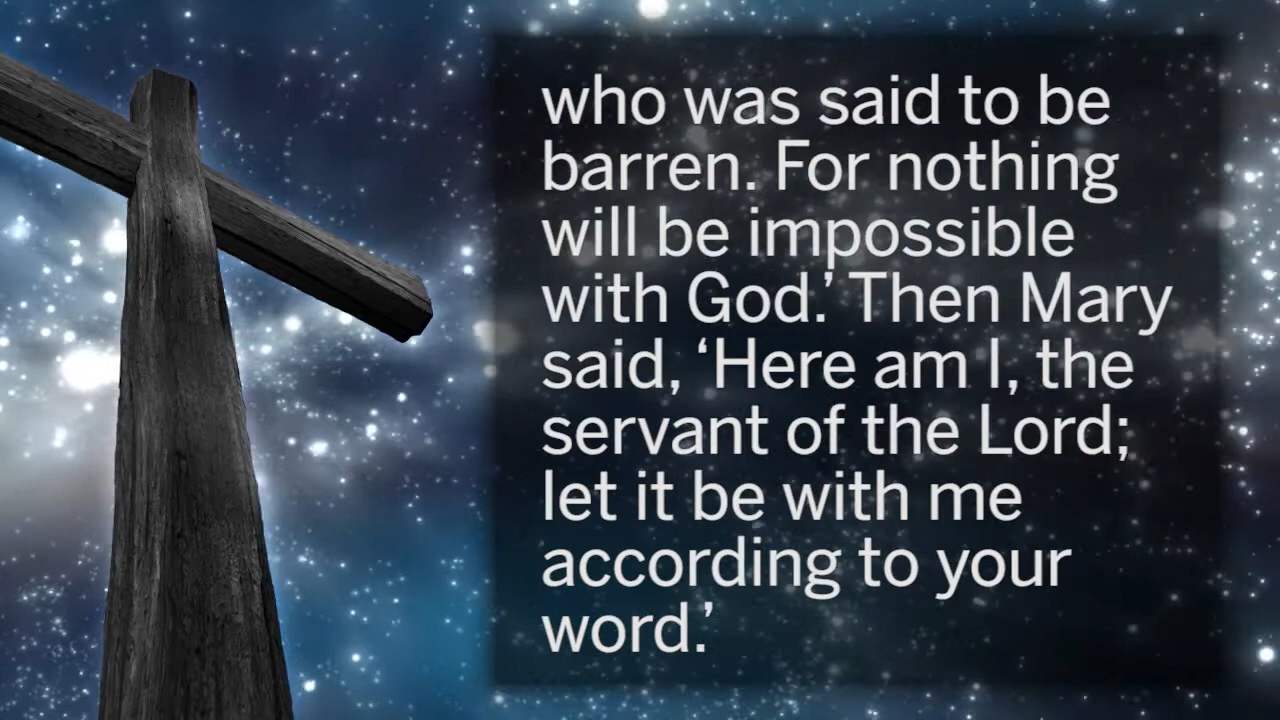 who was said to be
barren. For nothing
will be impossible
with God.’ Then Mary
said, ‘Here am I, the
servant of the Lord;
let it be with me
according to your
word.’